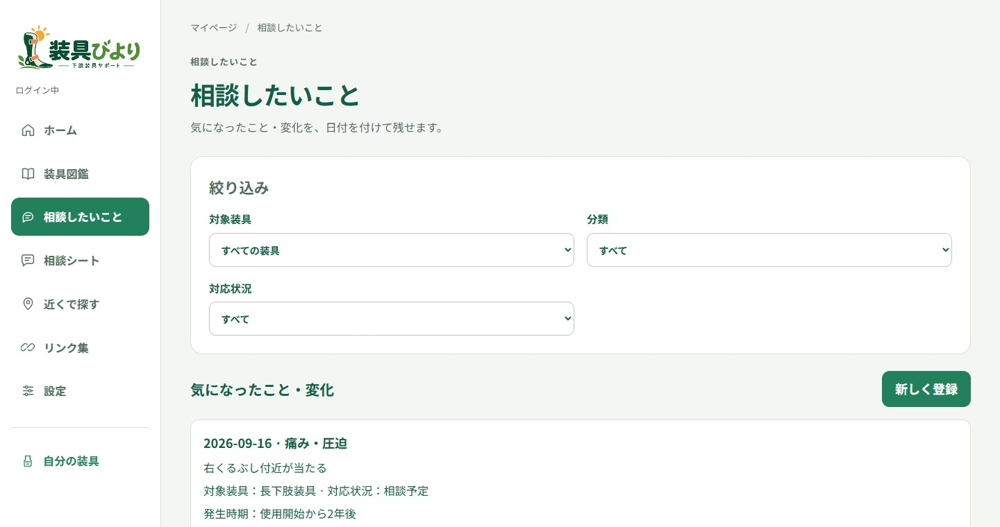 装具びより
下肢装具サポート
ログイン中
ホーム
装具図鑑
相談したいこと
相談シート
近くで探す
リンク集
設定
自分の装具
マイページ / 相談したいこと
相談したいこと
相談したいこと
気になったこと・変化を、日付を付けて残せます。
絞り込み
対象装具
分類
すべての装具
すべて
対応状況
すべて
気になったこと・変化
新しく登録
2026-09-16・痛み・圧迫
右くるぶし付近が当たる
対象装具：長下肢装具・対応状況：相談予定
発生時期：使用開始から2年後